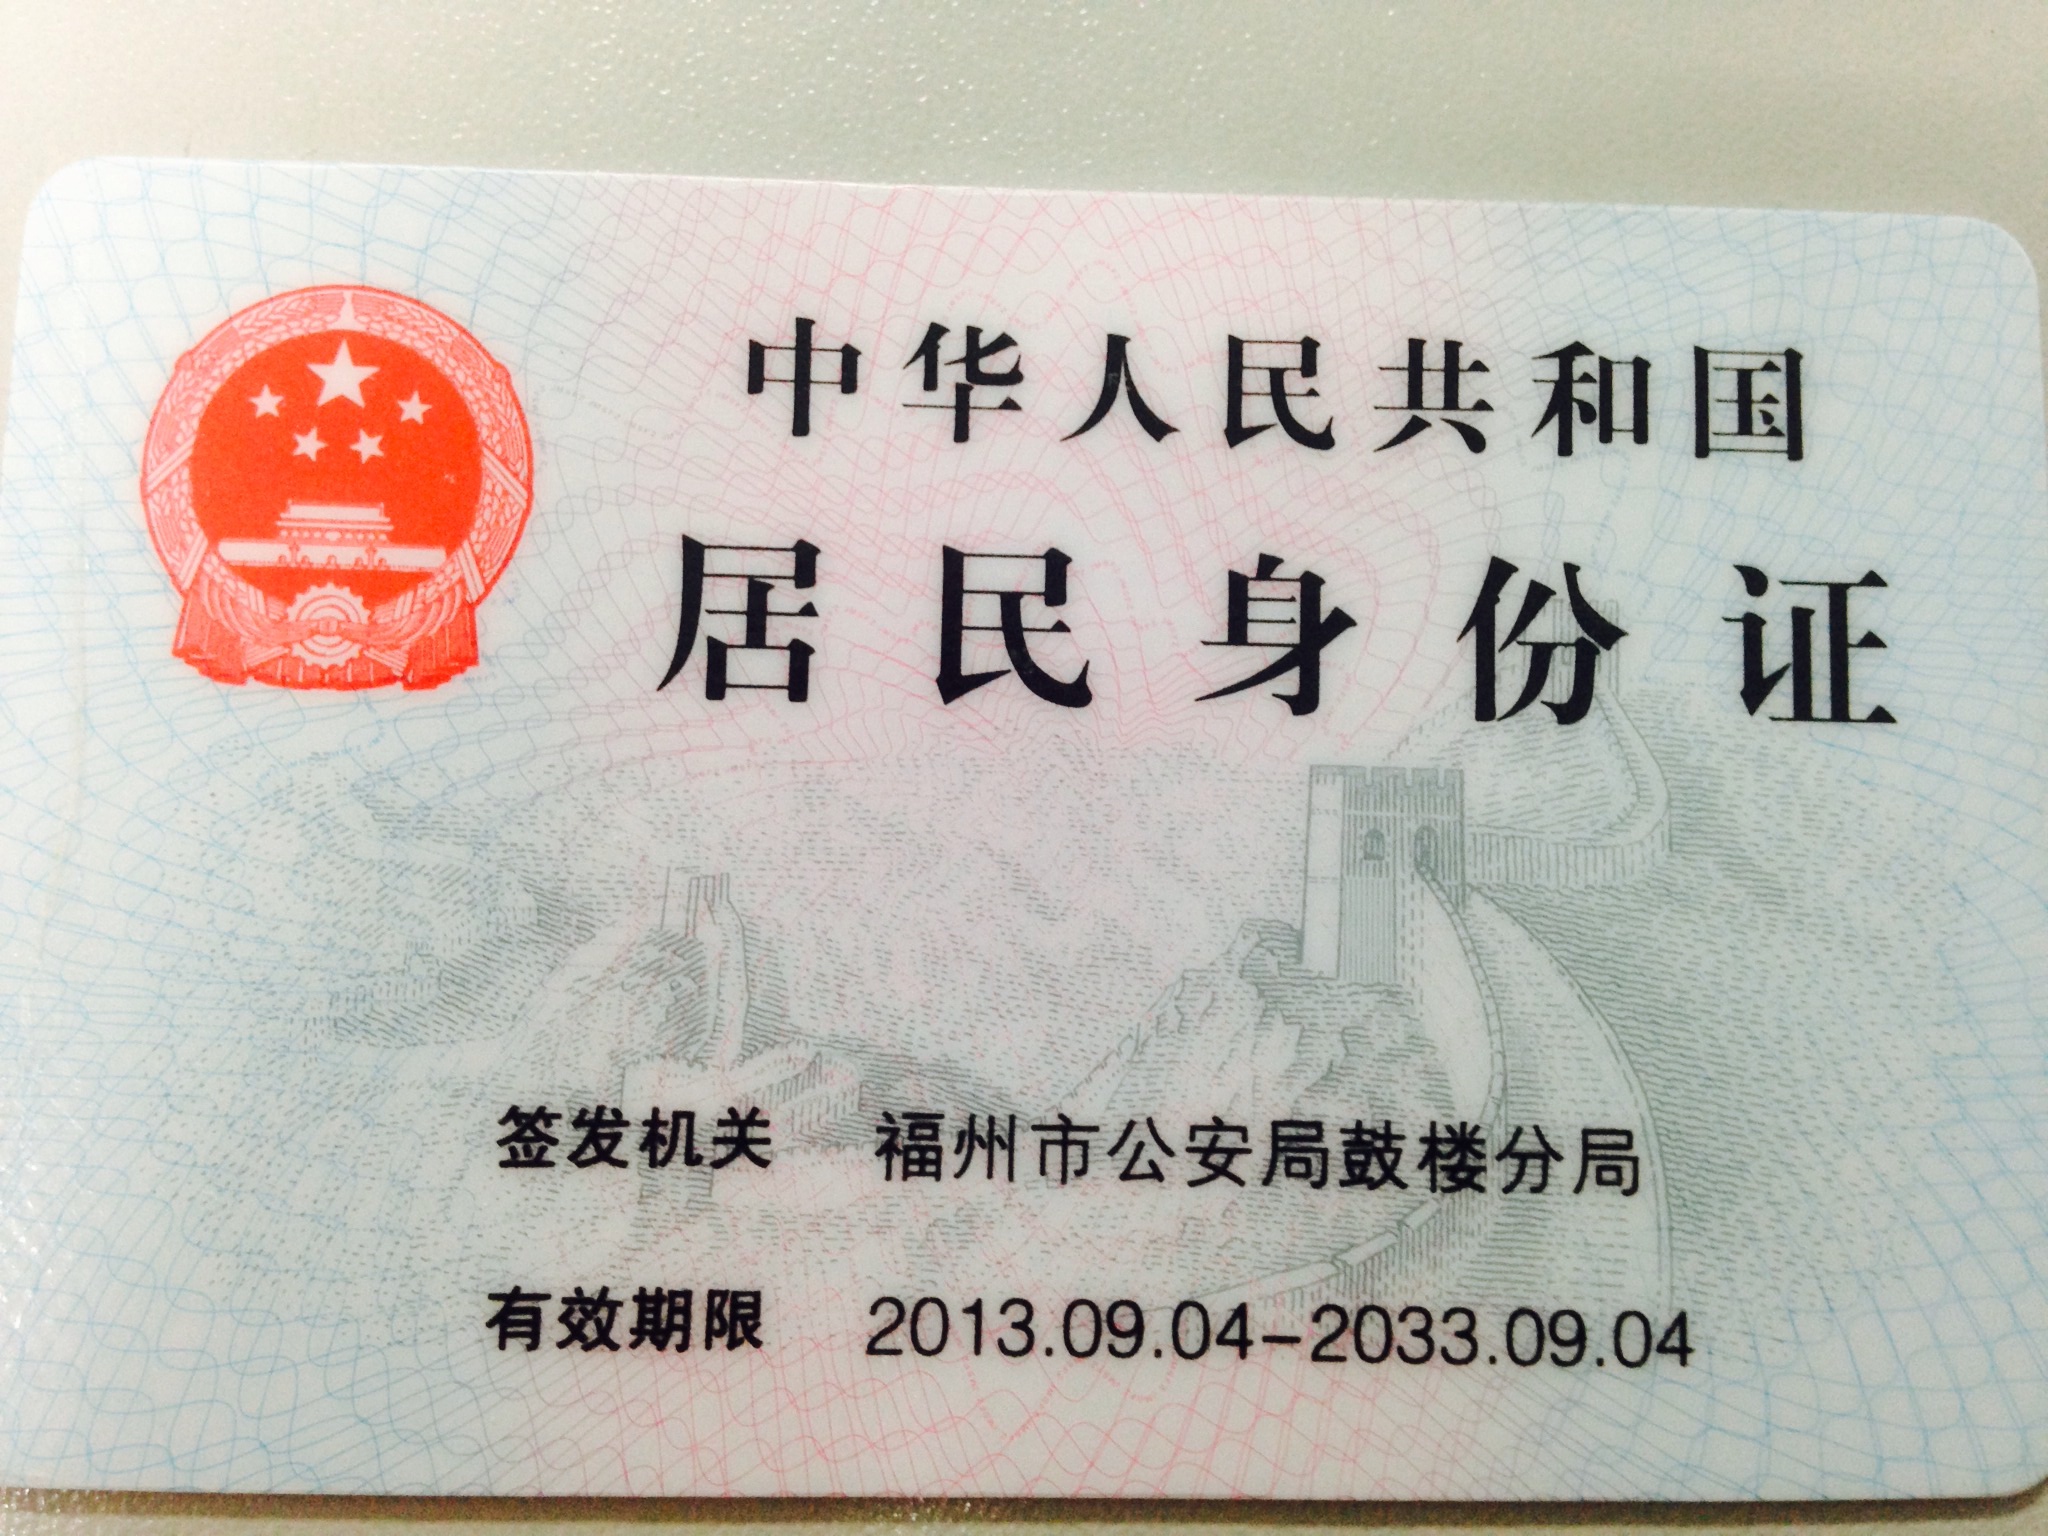 中华人民共和国
居民身份证
签发机关 福州市公安局鼓楼分局
有效期限 2013.09.04-2033.09.04